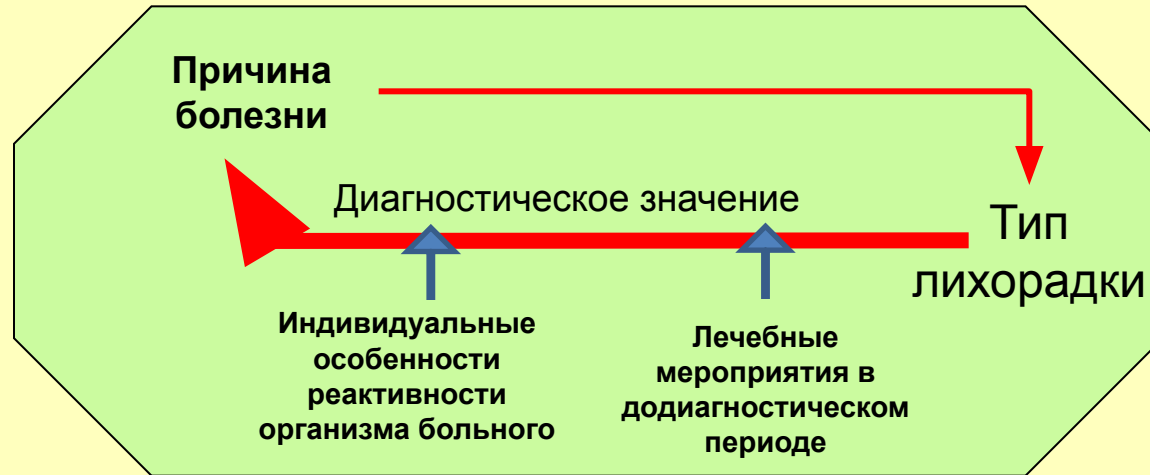 Причина
болезни
Диагностическое значение
Тип
лихорадки
Индивидуальные
особенности
реактивности
организма больного
Лечебные
мероприятия в
додиагностическом
периоде